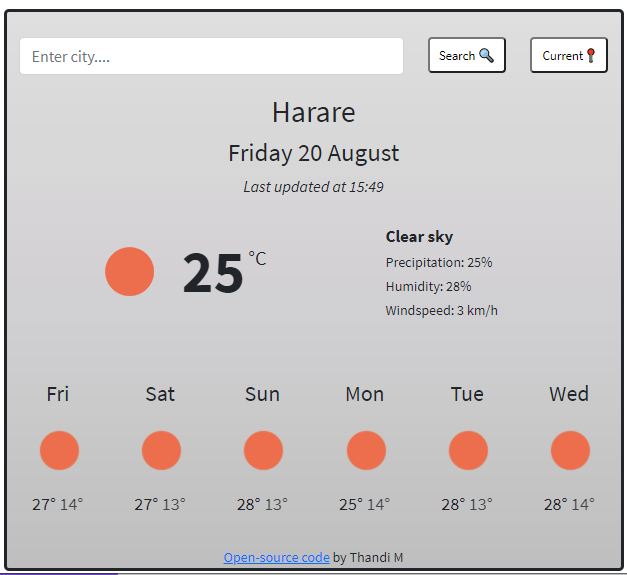 Enter city.... Search Current
Harare
Friday 20 August
Last updated at 15:49
25 °C
Clear sky
Precipitation: 25%
Humidity: 28%
Windspeed: 3 km/h
Fri Sat Sun Mon Tue Wed
27° 14° 27° 13° 28° 13° 25° 14° 28° 13° 28° 14°
Open-source code by Thandi M